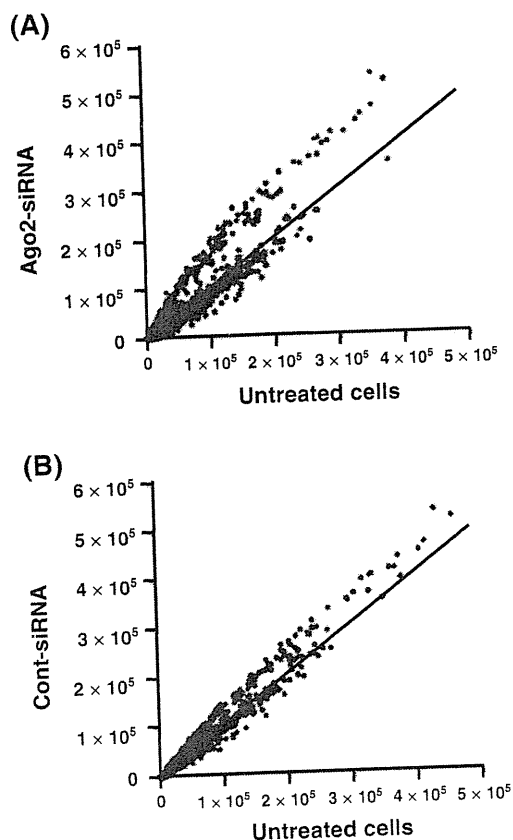 (A)
6 × 10⁵
5 × 10⁵
4 × 10⁵
3 × 10⁵
2 × 10⁵
1 × 10⁵
0
Ago2-siRNA
0 1 × 10⁵ 2 × 10⁵ 3 × 10⁵ 4 × 10⁵ 5 × 10⁵
Untreated cells
(B)
6 × 10⁵
5 × 10⁵
4 × 10⁵
3 × 10⁵
2 × 10⁵
1 × 10⁵
0
Cont-siRNA
0 1 × 10⁵ 2 × 10⁵ 3 × 10⁵ 4 × 10⁵ 5 × 10⁵
Untreated cells